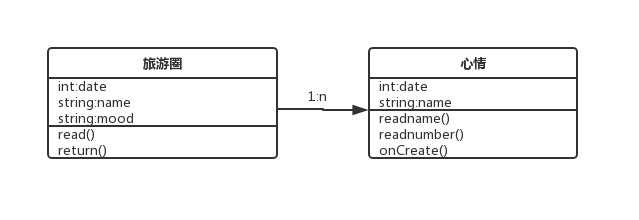 旅游圈
int:date
string:name
string:mood
read()
return()
1:n
心情
int:date
string:name
readname()
readnumber()
onCreate()